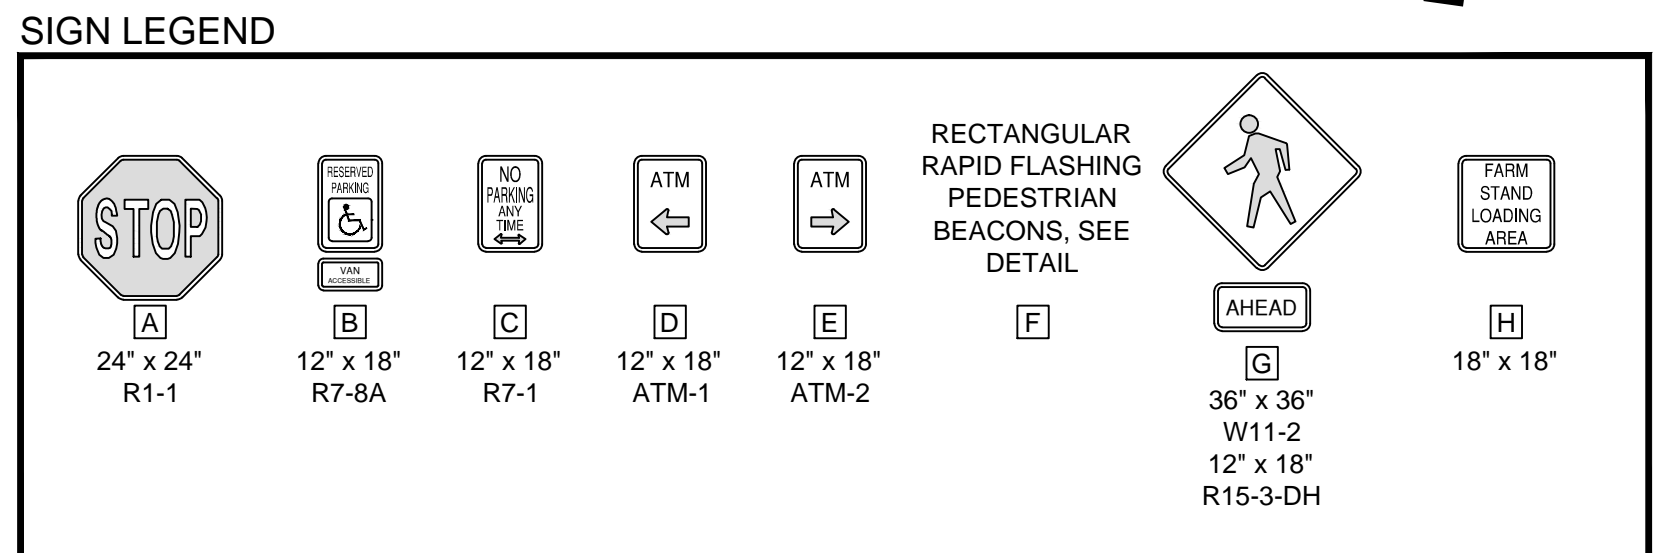 SIGN LEGEND
STOP
A
24" x 24"
R1-1
RESERVED
PARKING
VAN
ACCESSIBLE
B
12" x 18"
R7-8A
NO
PARKING
ANY
TIME
C
12" x 18"
R7-1
ATM
D
12" x 18"
ATM-1
ATM
E
12" x 18"
ATM-2
RECTANGULAR
RAPID FLASHING
PEDESTRIAN
BEACONS, SEE
DETAIL
F
AHEAD
G
36" x 36"
W11-2
12" x 18"
R15-3-DH
FARM
STAND
LOADING
AREA
H
18" x 18"